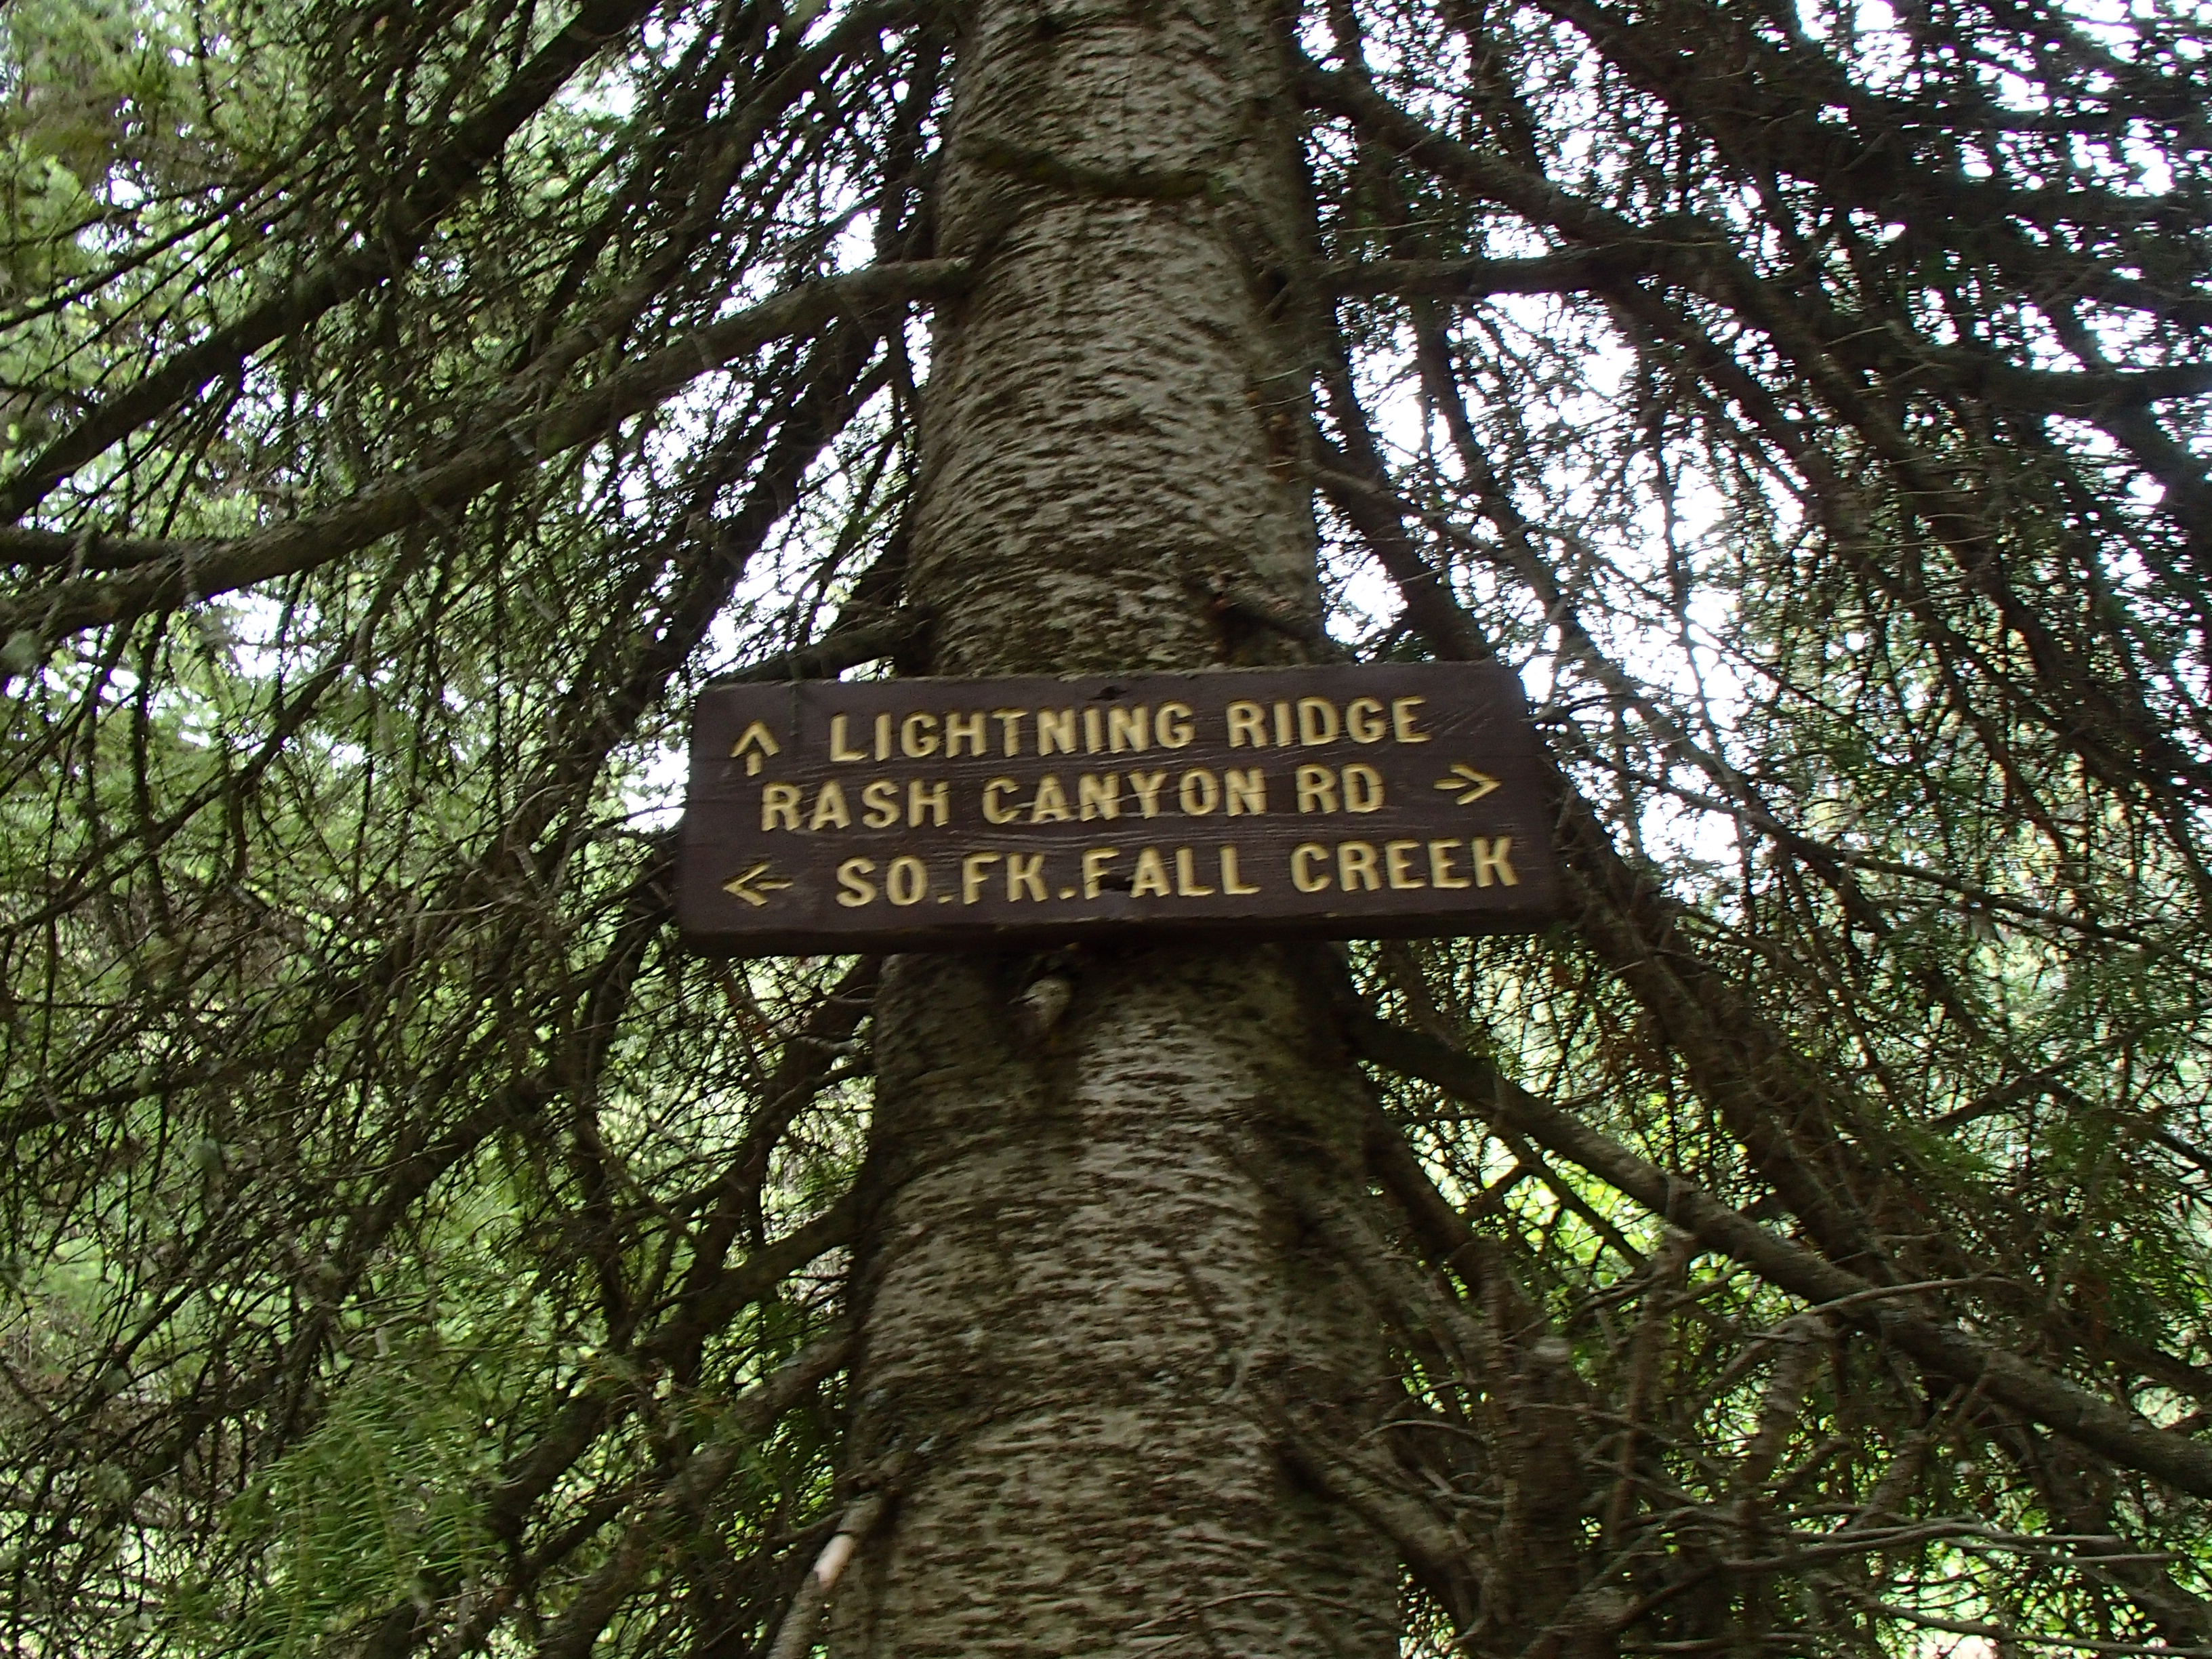 ↑ LIGHTNING RIDGE
RASH CANYON RD →
← SO.FK.FALL CREEK